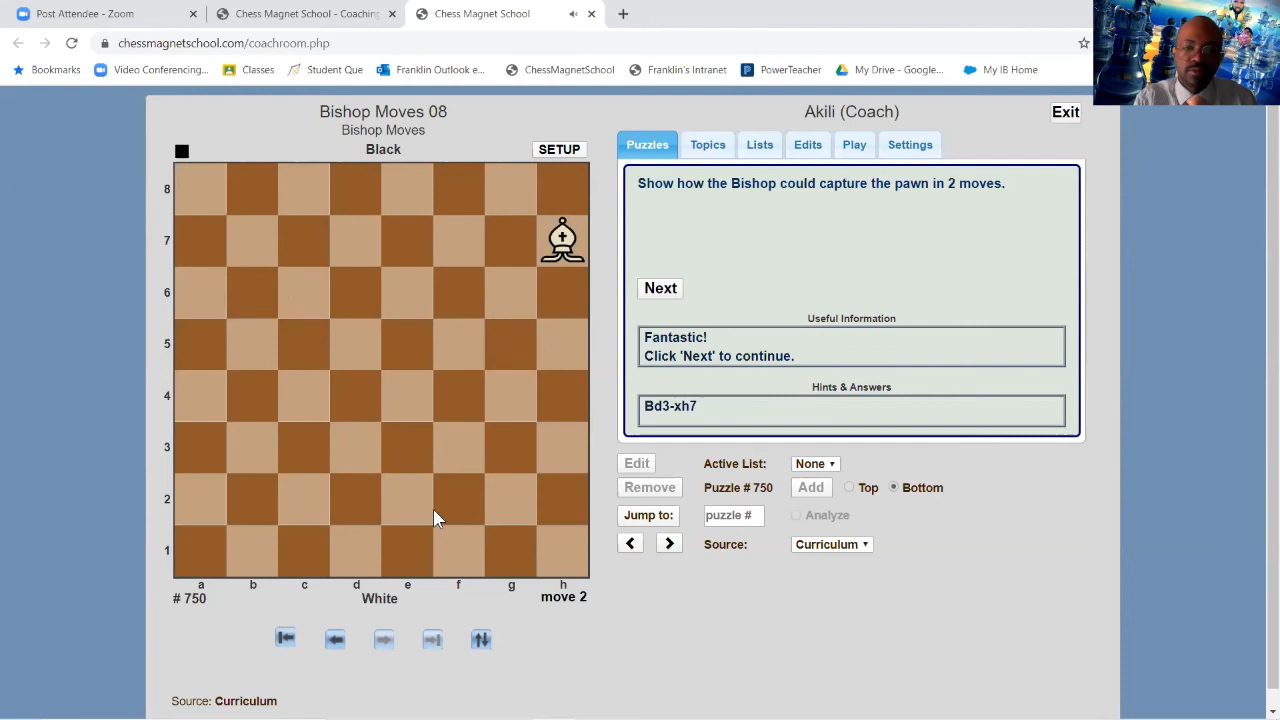 Post Attendee - Zoom
Chess Magnet School - Coaching
Chess Magnet School
chessmagnetschool.com/coachroom.php
Bookmarks
Video Conferencing...
Classes
Student Que
Franklin Outlook e...
ChessMagnetSchool
Franklin's Intranet
PowerTeacher
My Drive - Google...
My IB Home
Bishop Moves 08
Bishop Moves
Black
SETUP
Akili (Coach)
Exit
Puzzles
Topics
Lists
Edits
Play
Settings
Show how the Bishop could capture the pawn in 2 moves.
Next
Useful Information
Fantastic!
Click 'Next' to continue.
Hints & Answers
Bd3-xh7
8
7
6
5
4
3
2
1
a b c d e f g h
# 750
White
move 2
Edit
Active List:
None
Remove
Puzzle # 750
Add
Top
Bottom
Jump to:
puzzle #
Analyze
Source:
Curriculum
Source: Curriculum